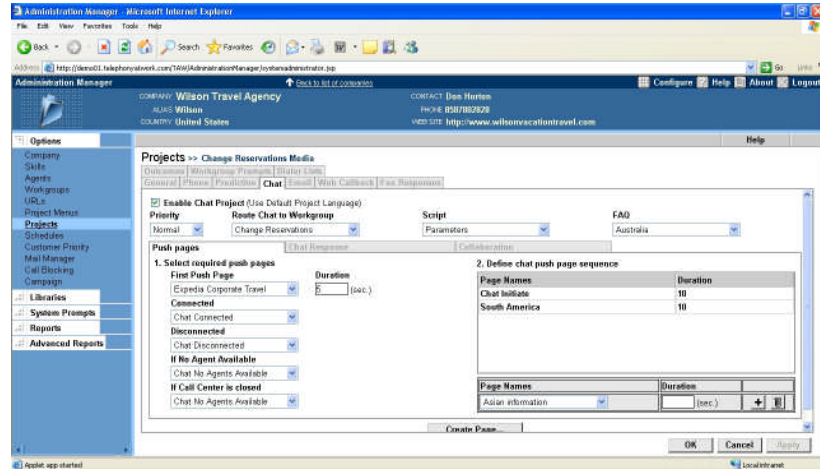 Administration Manager - Microsoft Internet Explorer
File Edit View Favorites Tools Help
Back Search Favorites
Address http://demo01.telephonyatwork.com/TAW/AdministrationManager/systemadministrator.jsp Go Links
Administration Manager Back to list of companies Configure Help About Logout
COMPANY Wilson Travel Agency CONTACT Don Horton
ALIAS Wilson PHONE 8587802828
COUNTRY United States WEB SITE http://www.wilsonvacationtravel.com
Options Help
Company
Skills
Agents
Workgroups
URLs
Project Menus
Projects
Schedules
Customer Priority
Mail Manager
Call Blocking
Campaign
Libraries
System Prompts
Reports
Advanced Reports
Projects >> Change Reservations Media
Outcomes Workgroup Prompts Dialer Lists
General Phone Predictive Chat Email Web Callback Fax Responses
Enable Chat Project (Use Default Project Language)
Priority Route Chat to Workgroup Script FAQ
Normal Change Reservations Parameters Australia
Push pages Chat Response Collaboration
1. Select required push pages
First Push Page Duration
Expedia Corporate Travel 5 (sec.)
Connected
Chat Connected
Disconnected
Chat Disconnected
If No Agent Available
Chat No Agents Available
If Call Center is closed
Chat No Agents Available
2. Define chat push page sequence
Page Names Duration
Chat Initiate 10
South America 10
Page Names Duration
Asian information (sec.) +
Create Page...
OK Cancel Apply
Applet app started Local intranet